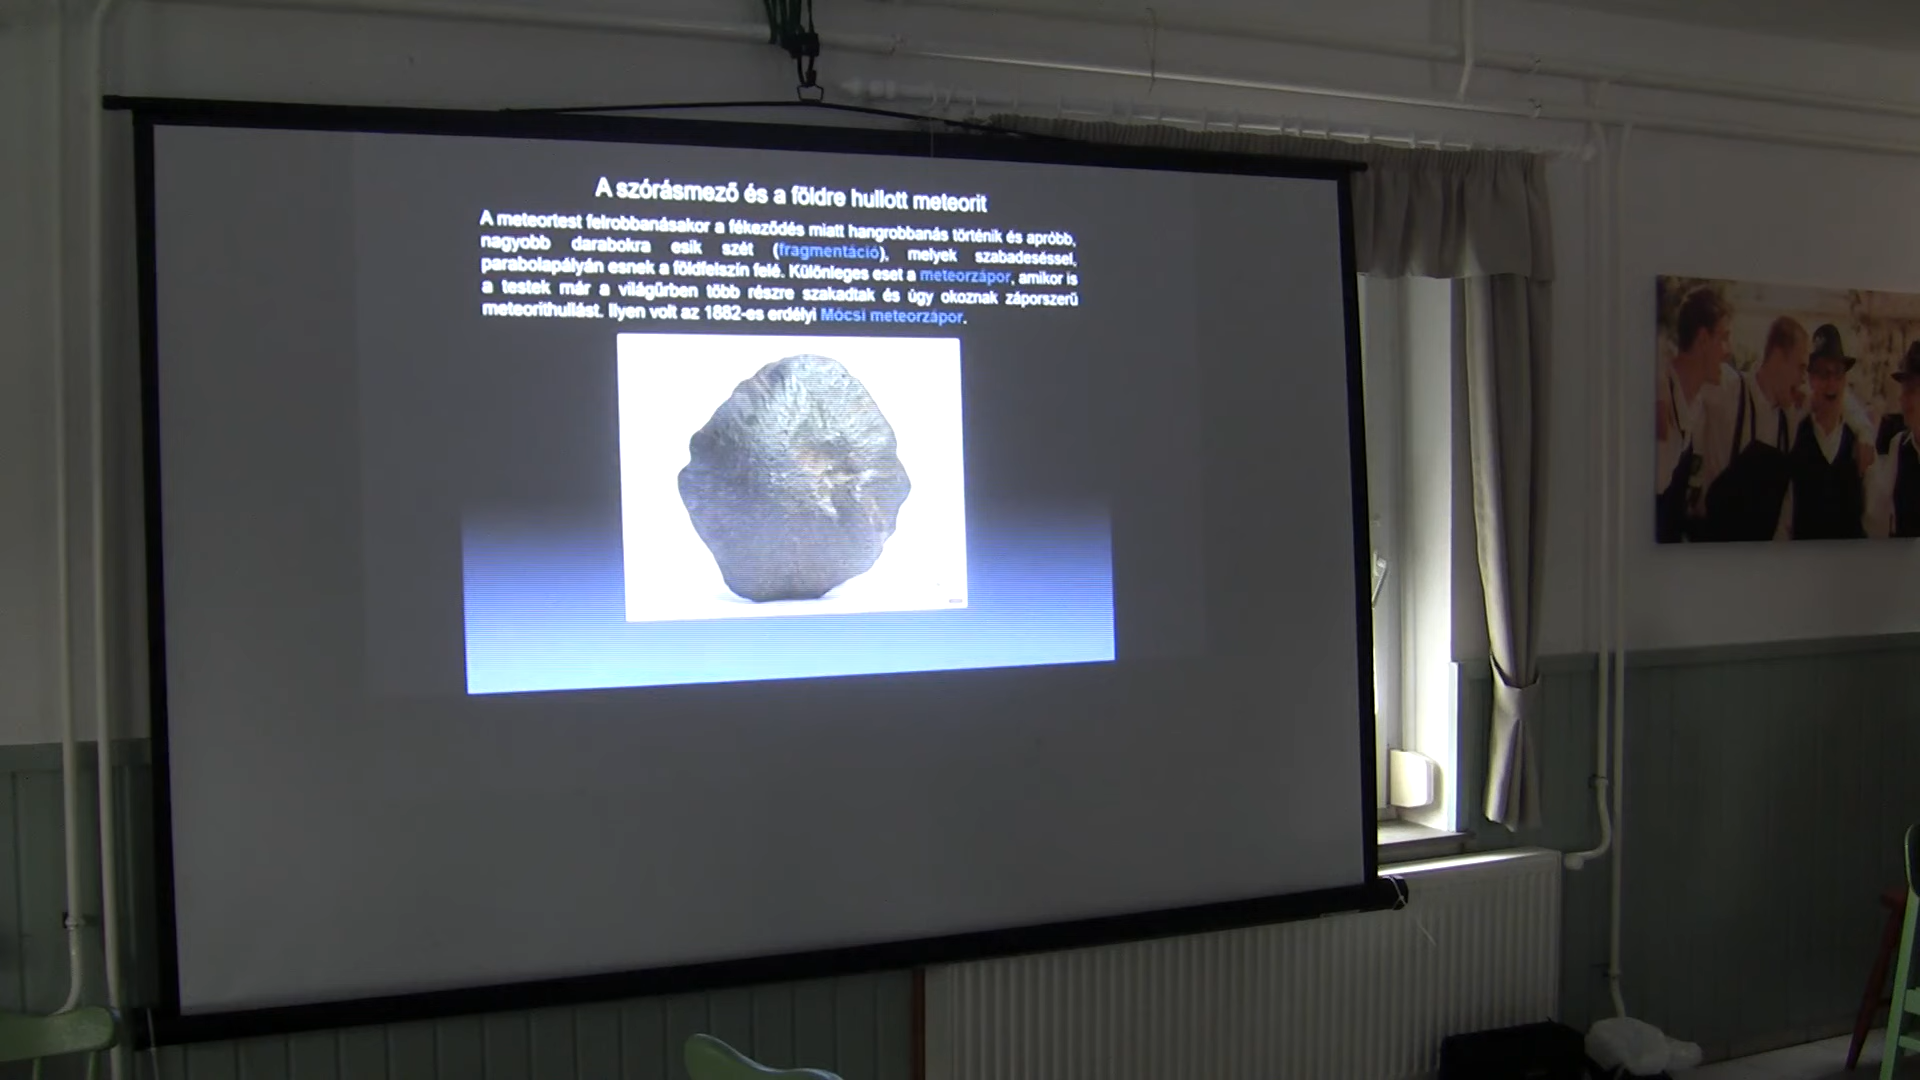 A szórásmező és a földre hullott meteorit
A meteortest felrobbanásakor a fékeződés miatt hangrobbanás történik és apróbb,
nagyobb darabokra esik szét (fragmentáció), melyek szabadeséssel,
parabolapályán esnek a földfelszín felé. Különleges eset a meteorzápor, amikor is
a testek már a világűrben több részre szakadtak és úgy okoznak záporszerű
meteorithullást. Ilyen volt az 1882-es erdélyi Mócsi meteorzápor.